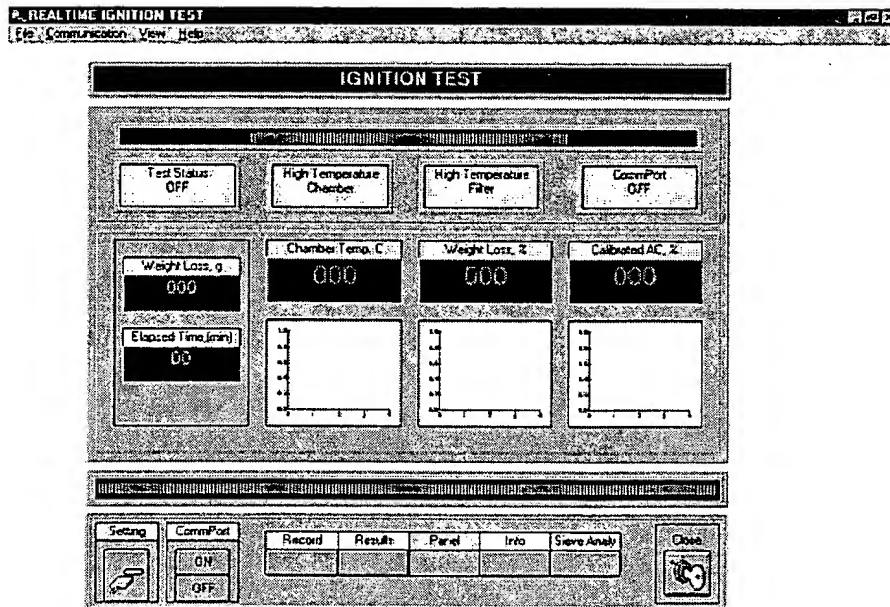 REALTIME IGNITION TEST
File Communication View Help
IGNITION TEST
Test Status: OFF
High Temperature Chamber
High Temperature Filter
CommPort OFF
Weight Loss, g
000
Elapsed Time,(min)
00
Chamber Temp, C
000
Weight Loss, %
000
Calibrated AC, %
000
Setting
CommPort
ON
OFF
Record
Results
Panel
Info
Sieve Analy
Close